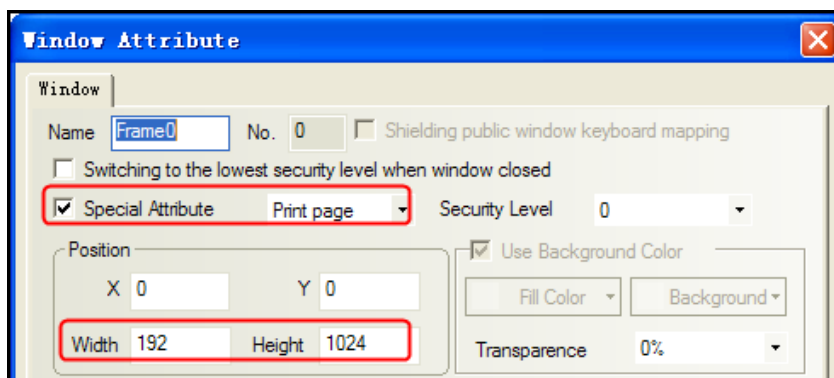 Window Attribute
Window
Name Frame0 No. 0 Shielding public window keyboard mapping
Switching to the lowest security level when window closed
Special Attribute Print page Security Level 0
Position Use Background Color
X 0 Y 0 Fill Color Background
Width 192 Height 1024 Transparence 0%